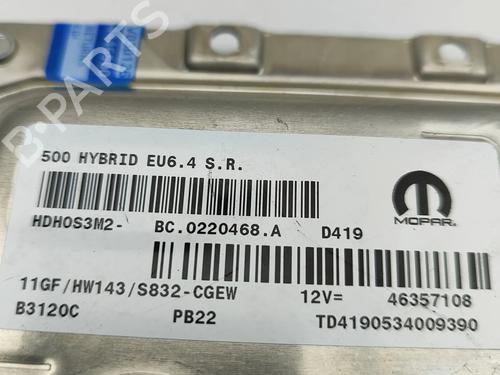 B-PARTS
500 HYBRID EU6.4 S.R.
HDHOS3M2- BC.0220468.A D419
MOPAR
11GF/HW143/S832-CGEW 12V= 46357108
B3120C PB22 TD4190534009390